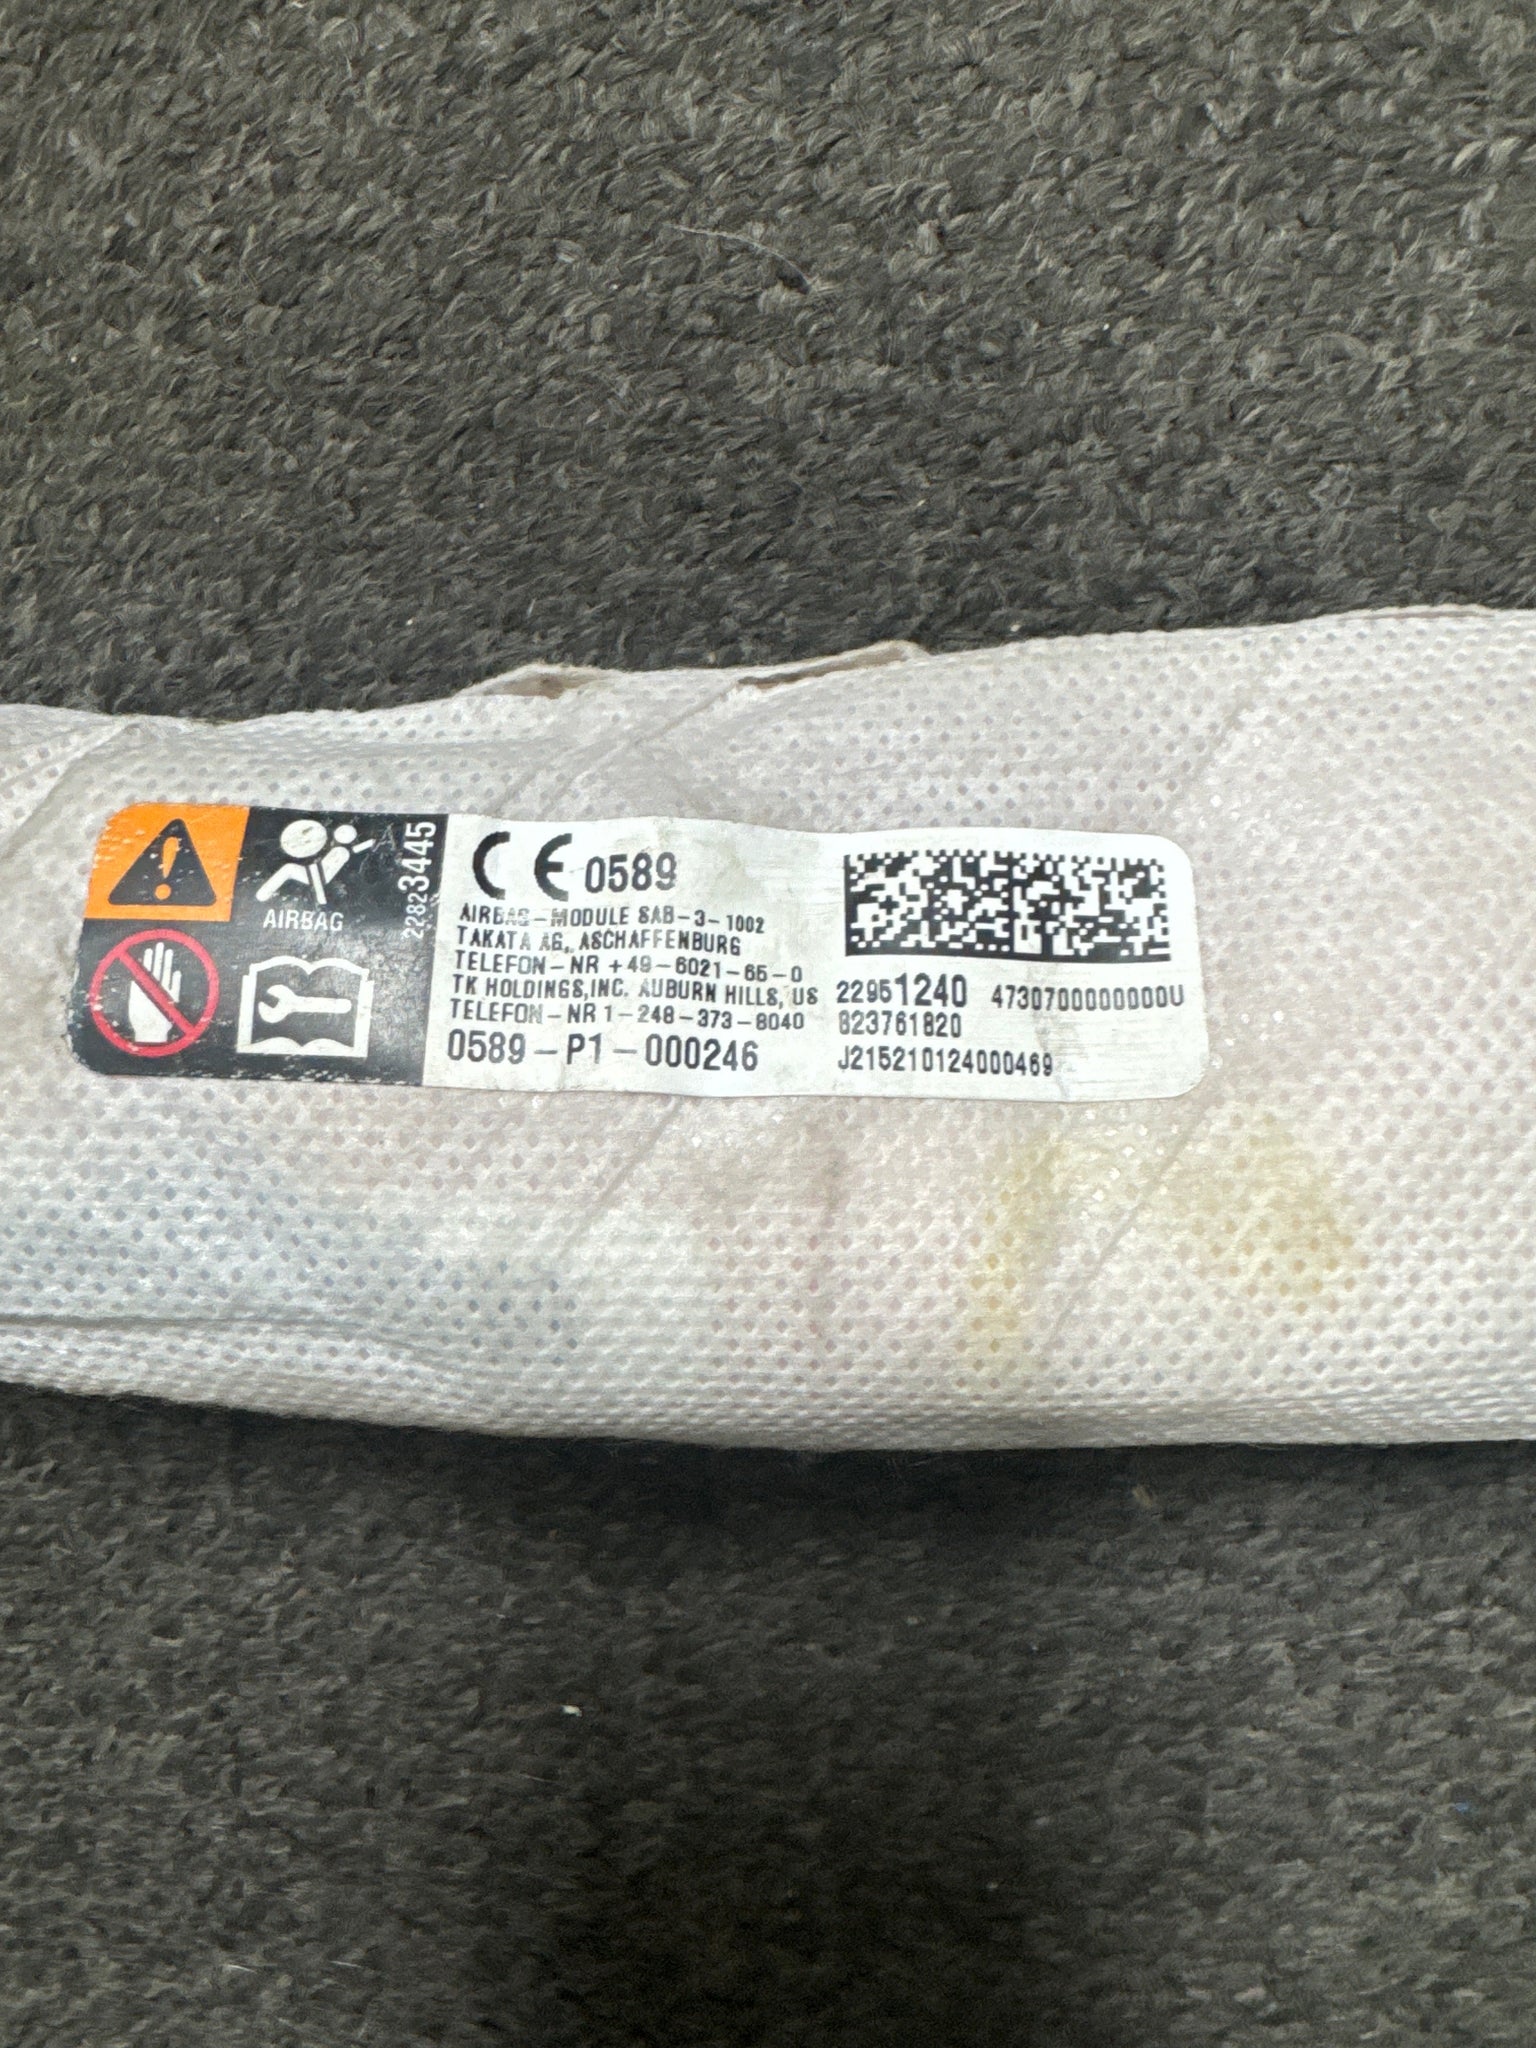 AIRBAG
22823445
A
CE 0589
AIRBAG-MODULE SAB-3-1002
TAKATA AG, ASCHAFFENBURG
TELEFON-NR +49-6021-65-0
TK HOLDINGS,INC. AUBURN HILLS, US
TELEFON-NR 1-248-373-8040
0589-P1-000246
22951240 47307000000000U
823761820
J215210124000469